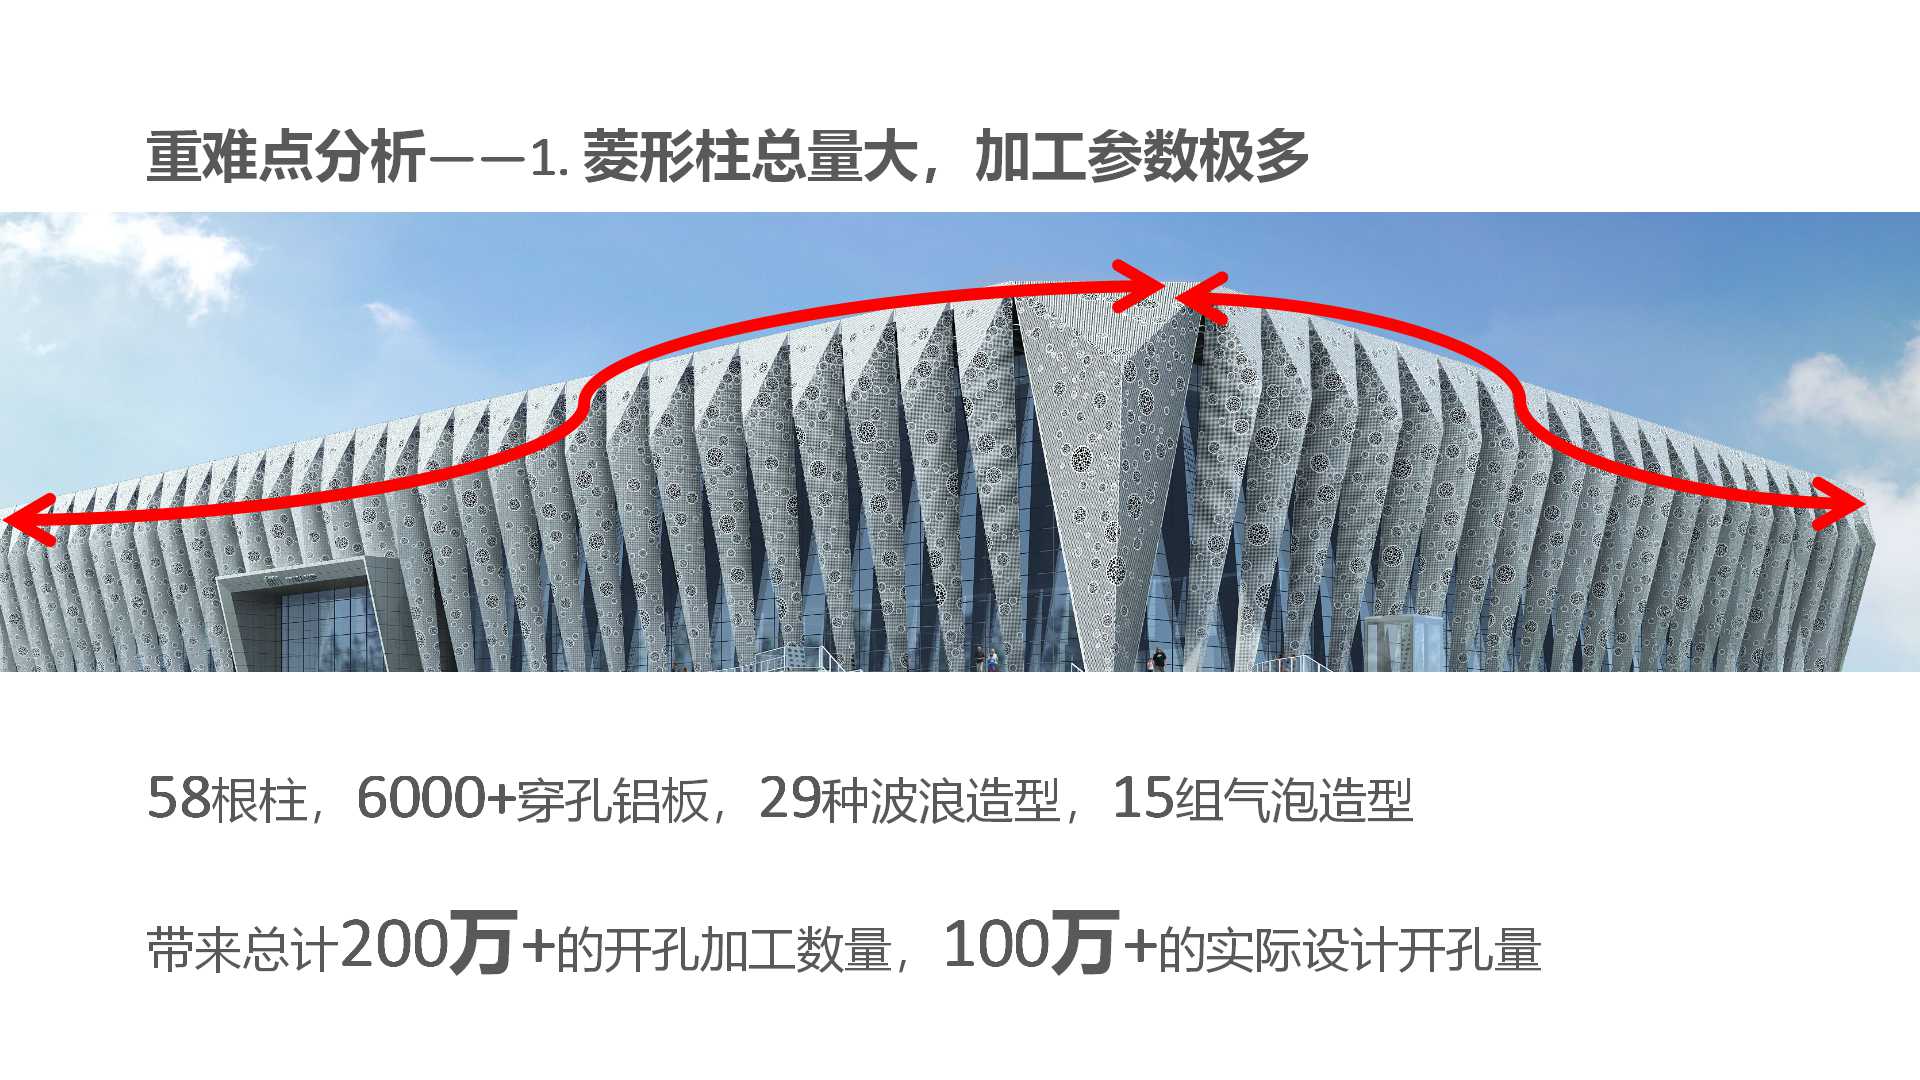 重难点分析——1. 菱形柱总量大，加工参数极多
58根柱，6000+穿孔铝板，29种波浪造型，15组气泡造型
带来总计200万+的开孔加工数量，100万+的实际设计开孔量